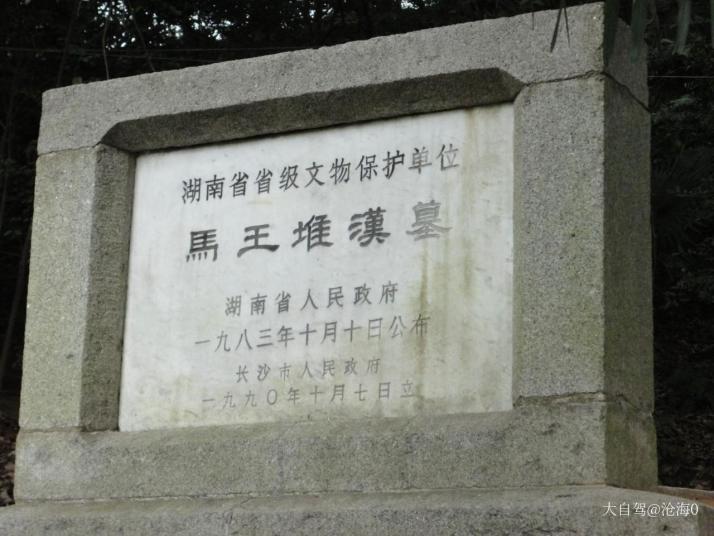 湖南省省级文物保护单位
馬王堆漢墓
湖南省人民政府
一九八三年十月十日公布
长沙市人民政府
一九九〇年十月七日立
大自驾@沧海0